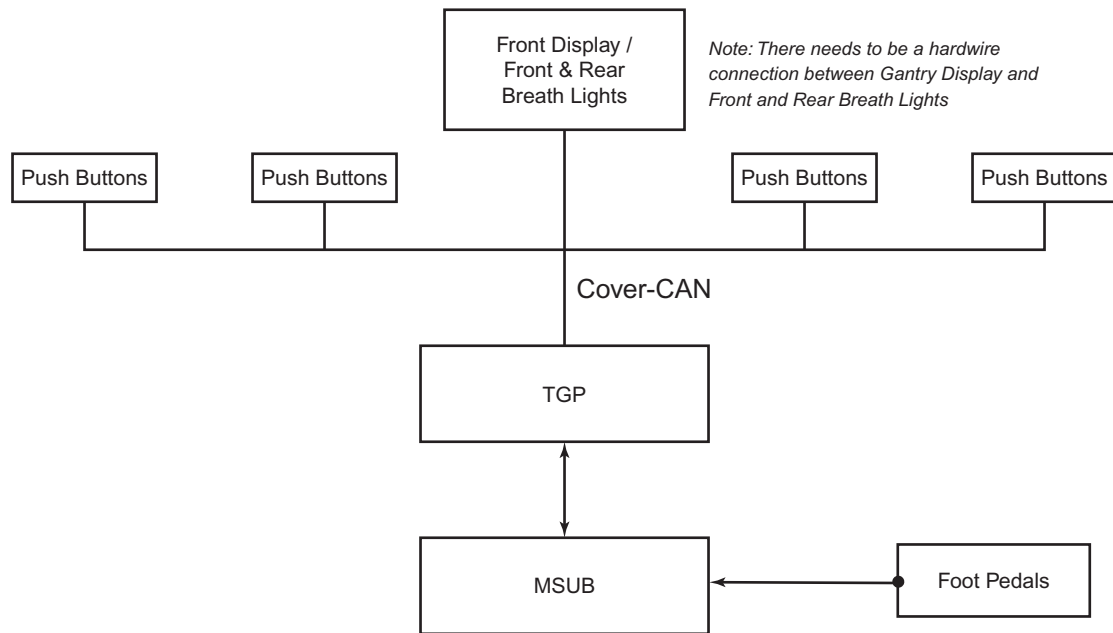 Front Display /
Front & Rear
Breath Lights
Note: There needs to be a hardwire
connection between Gantry Display and
Front and Rear Breath Lights
Push Buttons
Push Buttons
Push Buttons
Push Buttons
Cover-CAN
TGP
MSUB
Foot Pedals